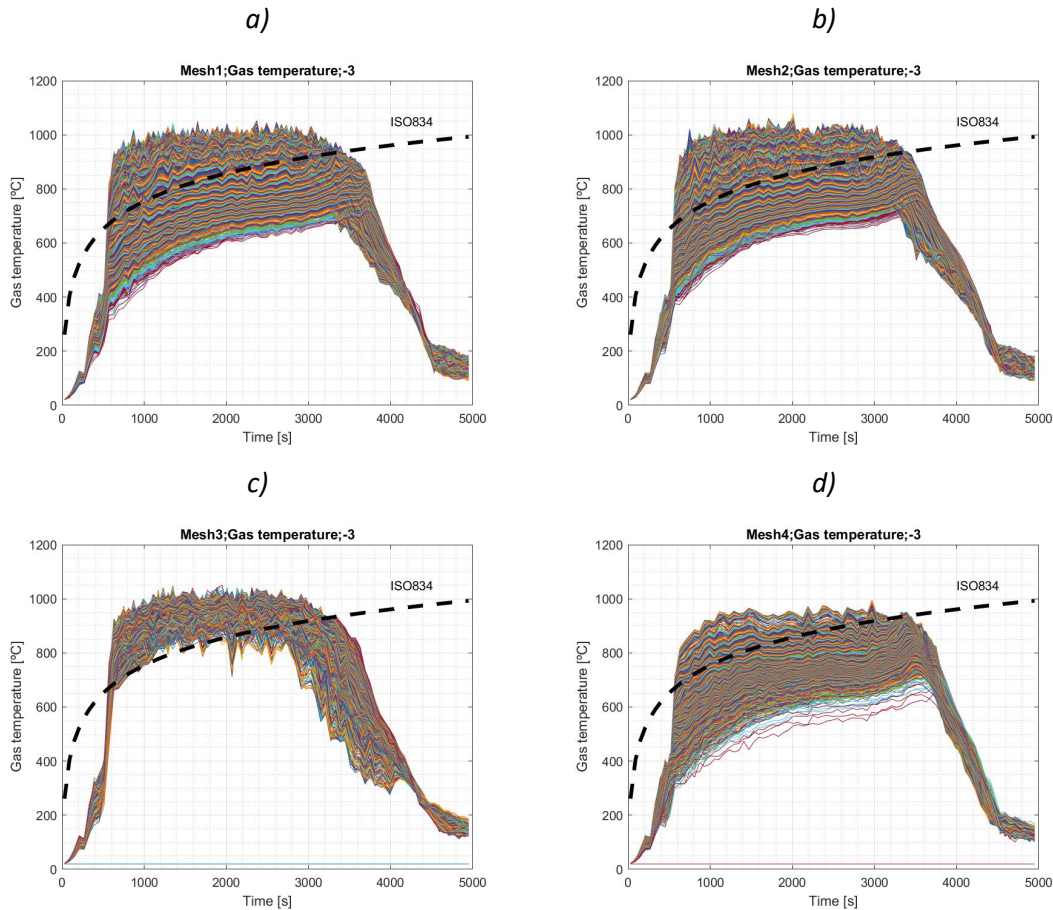 a)
Mesh1;Gas temperature;-3
1200
1000
800
600
400
200
0
Gas temperature [ºC]
ISO834
0 1000 2000 3000 4000 5000
Time [s]
b)
Mesh2;Gas temperature;-3
1200
1000
800
600
400
200
0
Gas temperature [ºC]
ISO834
0 1000 2000 3000 4000 5000
Time [s]
c)
Mesh3;Gas temperature;-3
1200
1000
800
600
400
200
0
Gas temperature [ºC]
ISO834
0 1000 2000 3000 4000 5000
Time [s]
d)
Mesh4;Gas temperature;-3
1200
1000
800
600
400
200
0
Gas temperature [ºC]
ISO834
0 1000 2000 3000 4000 5000
Time [s]